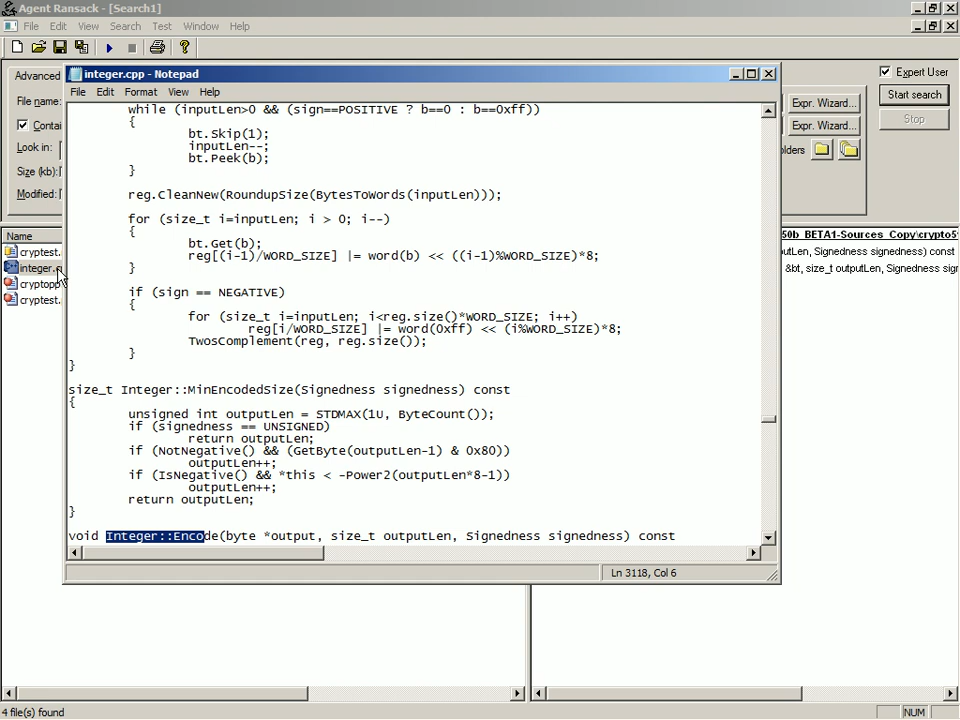 Agent Ransack - [Search1]
File Edit View Search Test Window Help
Advanced
File name:
Contai
Look in:
Size (kb):
Modified:
Expr. Wizard...
Expr. Wizard...
olders
Expert User
Start search
Stop
Name
cryptest.
integer.c
cryptopp
cryptest.
50b_BETA1-Sources_Copy\crypto5
utLen, Signedness signedness) const
&bt, size_t outputLen, Signedness sign
integer.cpp - Notepad
File Edit Format View Help
while (inputLen>0 && (sign==POSITIVE ? b==0 : b==0xff))
{
bt.Skip(1);
inputLen--;
bt.Peek(b);
}
reg.CleanNew(RoundupSize(BytesToWords(inputLen)));
for (size_t i=inputLen; i > 0; i--)
{
bt.Get(b);
reg[(i-1)/WORD_SIZE] |= word(b) << ((i-1)%WORD_SIZE)*8;
}
if (sign == NEGATIVE)
{
for (size_t i=inputLen; i<reg.size()*WORD_SIZE; i++)
reg[i/WORD_SIZE] |= word(0xff) << (i%WORD_SIZE)*8;
TwosComplement(reg, reg.size());
}
}
size_t Integer::MinEncodedSize(Signedness signedness) const
{
unsigned int outputLen = STDMAX(1U, ByteCount());
if (signedness == UNSIGNED)
return outputLen;
if (NotNegative() && (GetByte(outputLen-1) & 0x80))
outputLen++;
if (IsNegative() && *this < -Power2(outputLen*8-1))
outputLen++;
return outputLen;
}
void Integer::Encode(byte *output, size_t outputLen, Signedness signedness) const
Ln 3118, Col 6
4 file(s) found
NUM